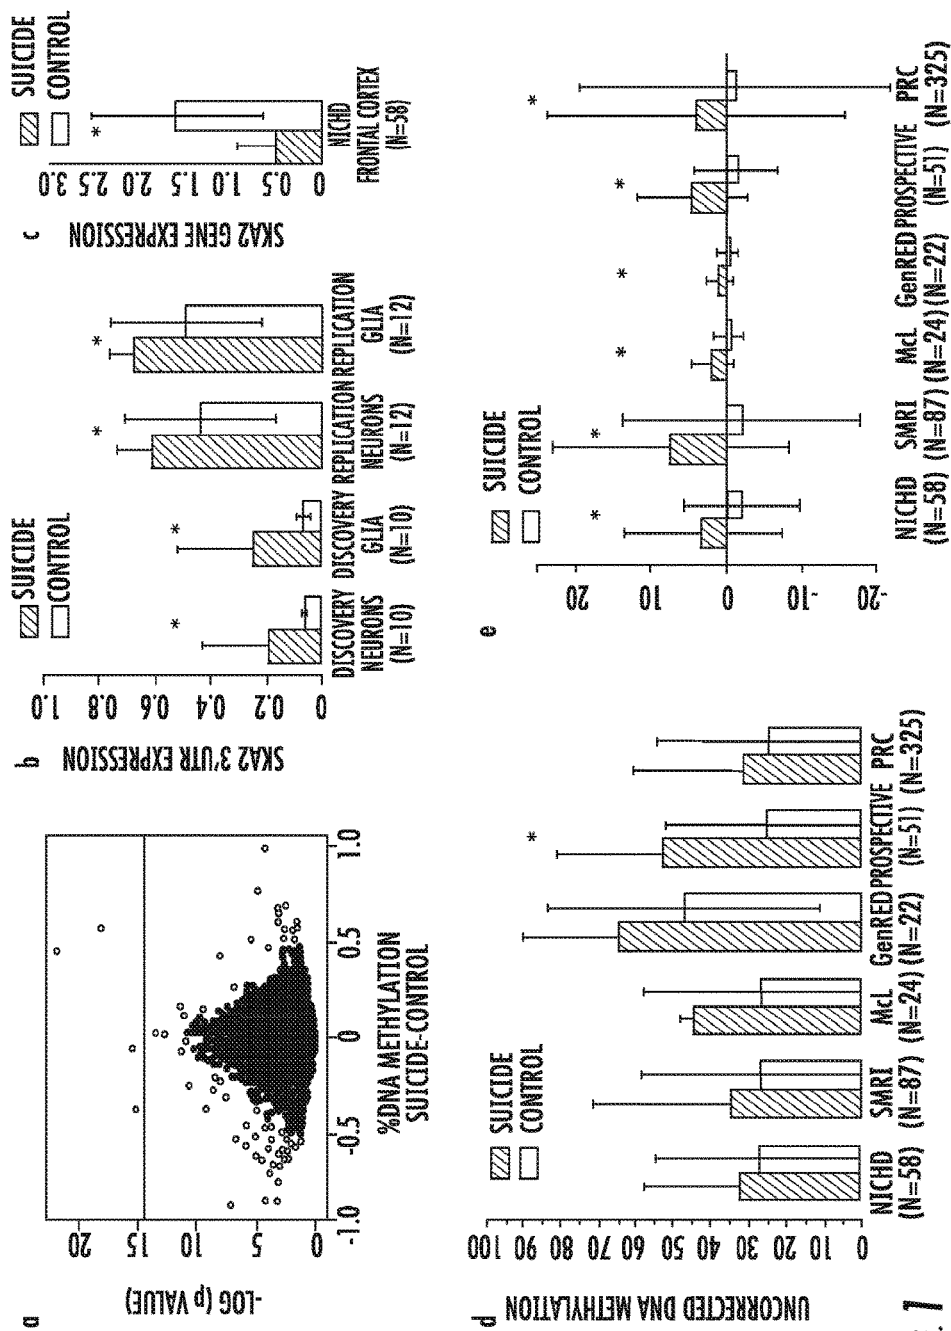 a
-LOG (p VALUE)
20
15
10
5
0
-1.0
-0.5
0
0.5
1.0
%DNA METHYLATION
SUICIDE-CONTROL
b
SKA2 3'UTR EXPRESSION
SUICIDE
CONTROL
1.0
0.8
0.6
0.4
0.2
0
*
*
*
*
DISCOVERY DISCOVERY REPLICATION REPLICATION
NEURONS GLIA NEURONS GLIA
(N=10) (N=10) (N=12) (N=12)
c
SKA2 GENE EXPRESSION
SUICIDE
CONTROL
3.0
2.5
2.0
1.5
1.0
0.5
0
*
NICHD
FRONTAL CORTEX
(N=58)
d
UNCORRECTED DNA METHYLATION
SUICIDE
CONTROL
100
90
80
70
60
50
40
30
20
10
0
*
NICHD SMRI McL GenRED PROSPECTIVE PRC
(N=58) (N=87) (N=24) (N=22) (N=51) (N=325)
e
SUICIDE
CONTROL
20
10
0
-10
-20
*
*
*
*
*
*
NICHD SMRI McL GenRED PROSPECTIVE PRC
(N=58) (N=87) (N=24) (N=22) (N=51) (N=325)
1